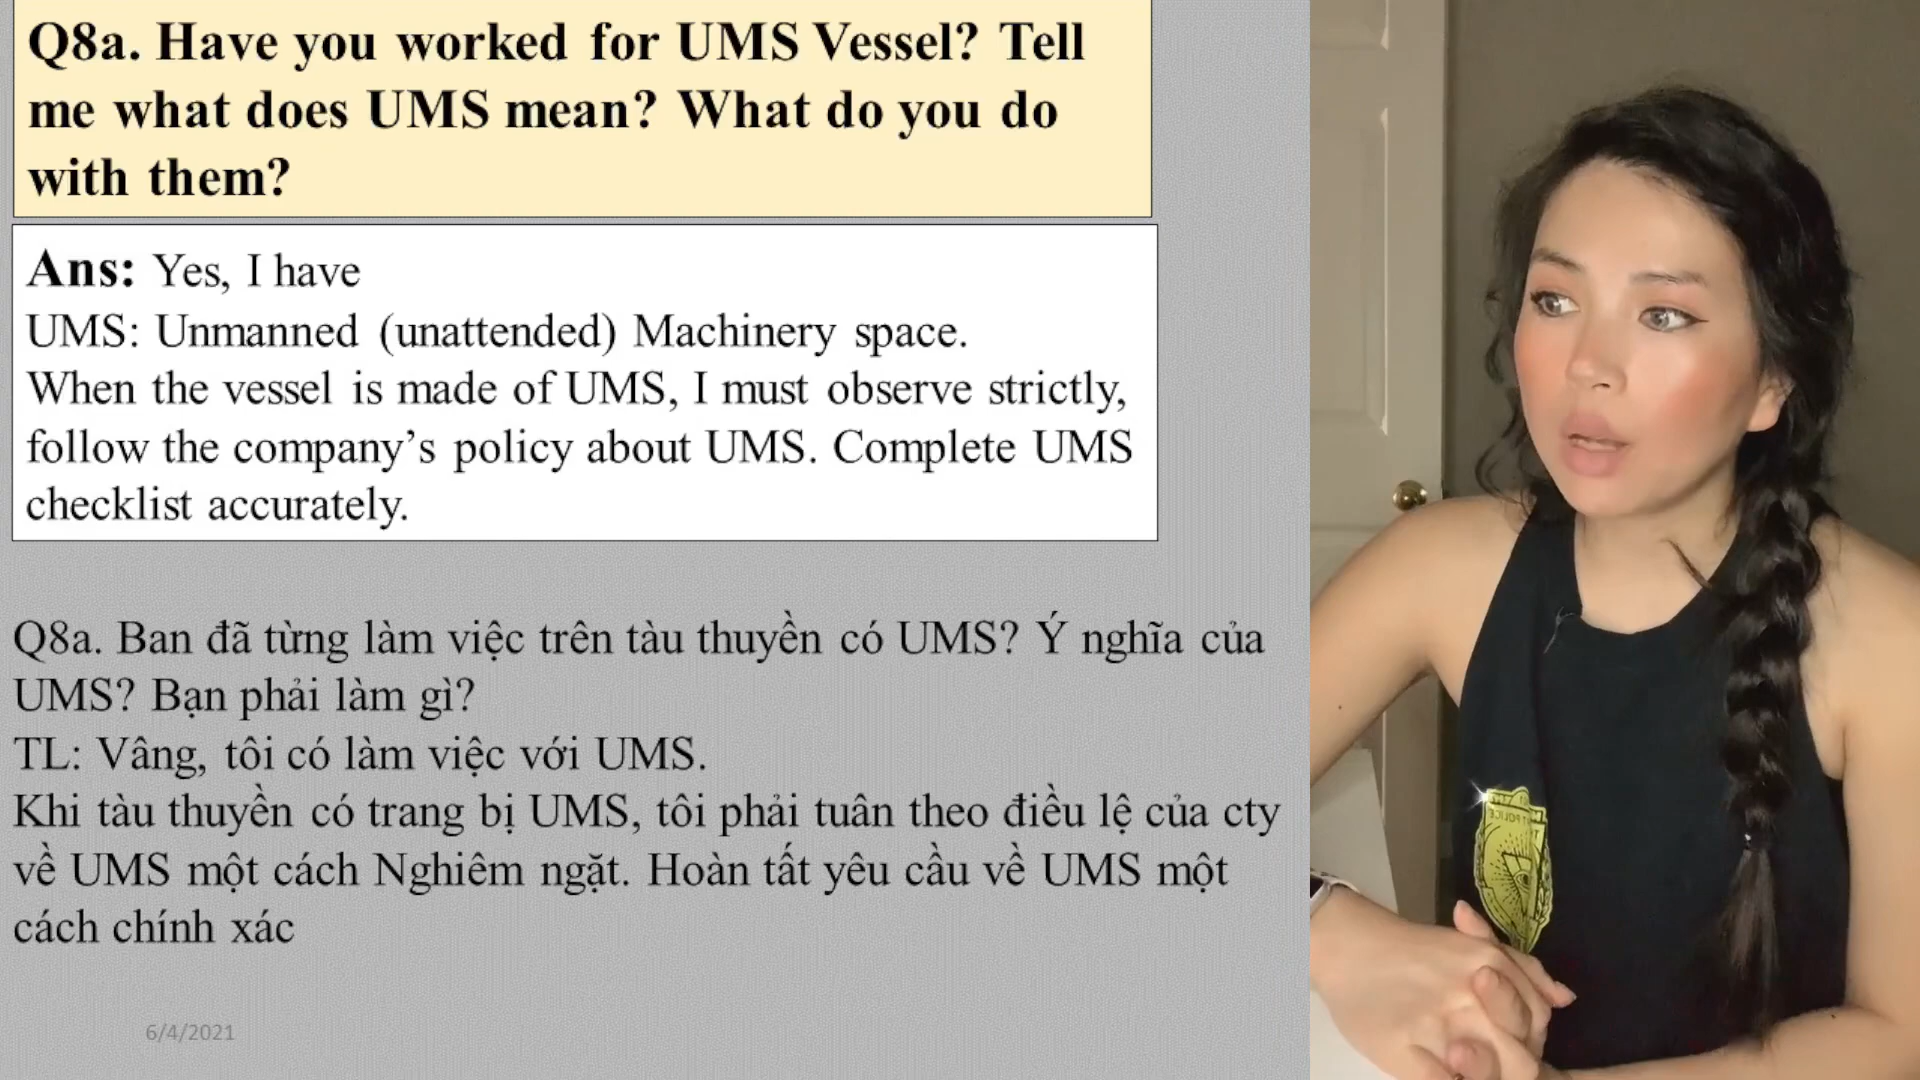 Q8a. Have you worked for UMS Vessel? Tell
me what does UMS mean? What do you do
with them?
Ans: Yes, I have
UMS: Unmanned (unattended) Machinery space.
When the vessel is made of UMS, I must observe strictly,
follow the company’s policy about UMS. Complete UMS
checklist accurately.
Q8a. Ban đã từng làm việc trên tàu thuyền có UMS? Ý nghĩa của
UMS? Bạn phải làm gì?
TL: Vâng, tôi có làm việc với UMS.
Khi tàu thuyền có trang bị UMS, tôi phải tuân theo điều lệ của cty
về UMS một cách Nghiêm ngặt. Hoàn tất yêu cầu về UMS một
cách chính xác
6/4/2021